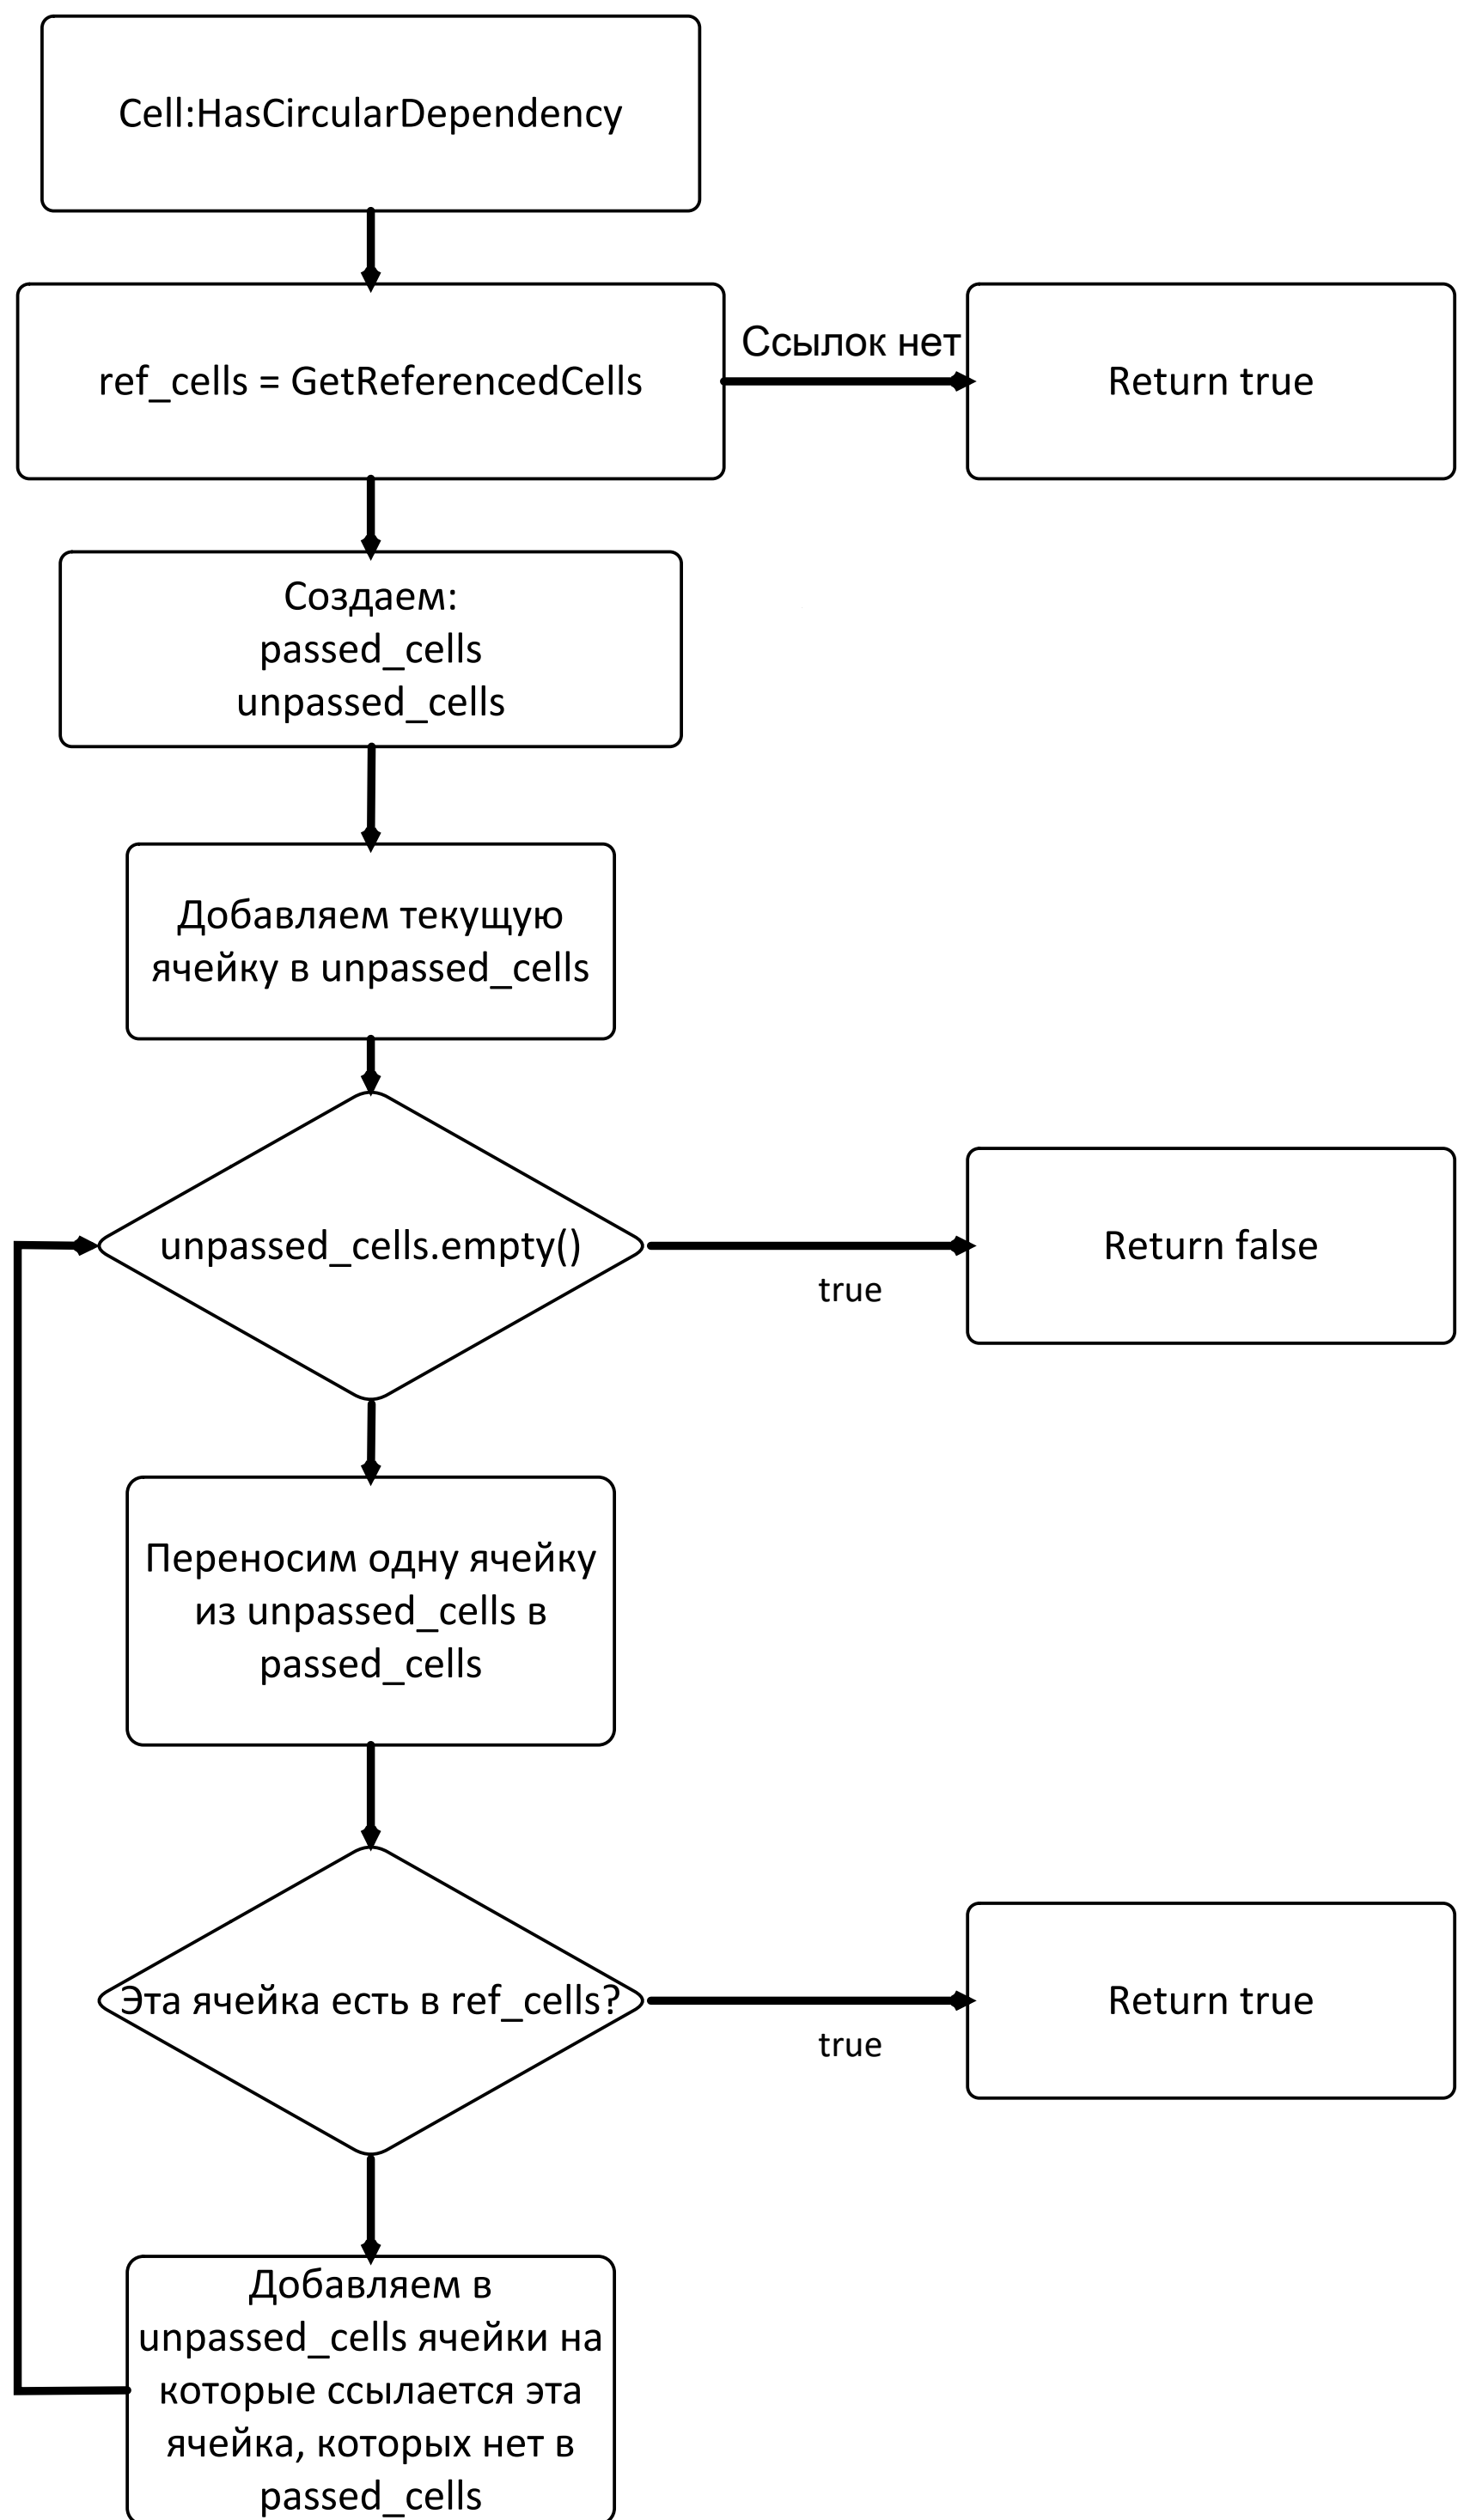 Cell:HasCircularDependency
ref_cells = GetReferencedCells
Ссылок нет
Return true
Создаем:
passed_cells
unpassed_cells
Добавляем текущую
ячейку в unpassed_cells
unpassed_cells.empty()
true
Return false
Переносим одну ячейку
из unpassed_cells в
passed_cells
Эта ячейка есть в ref_cells?
true
Return true
Добавляем в
unpassed_cells ячейки на
которые ссылается эта
ячейка, которых нет в
passed_cells